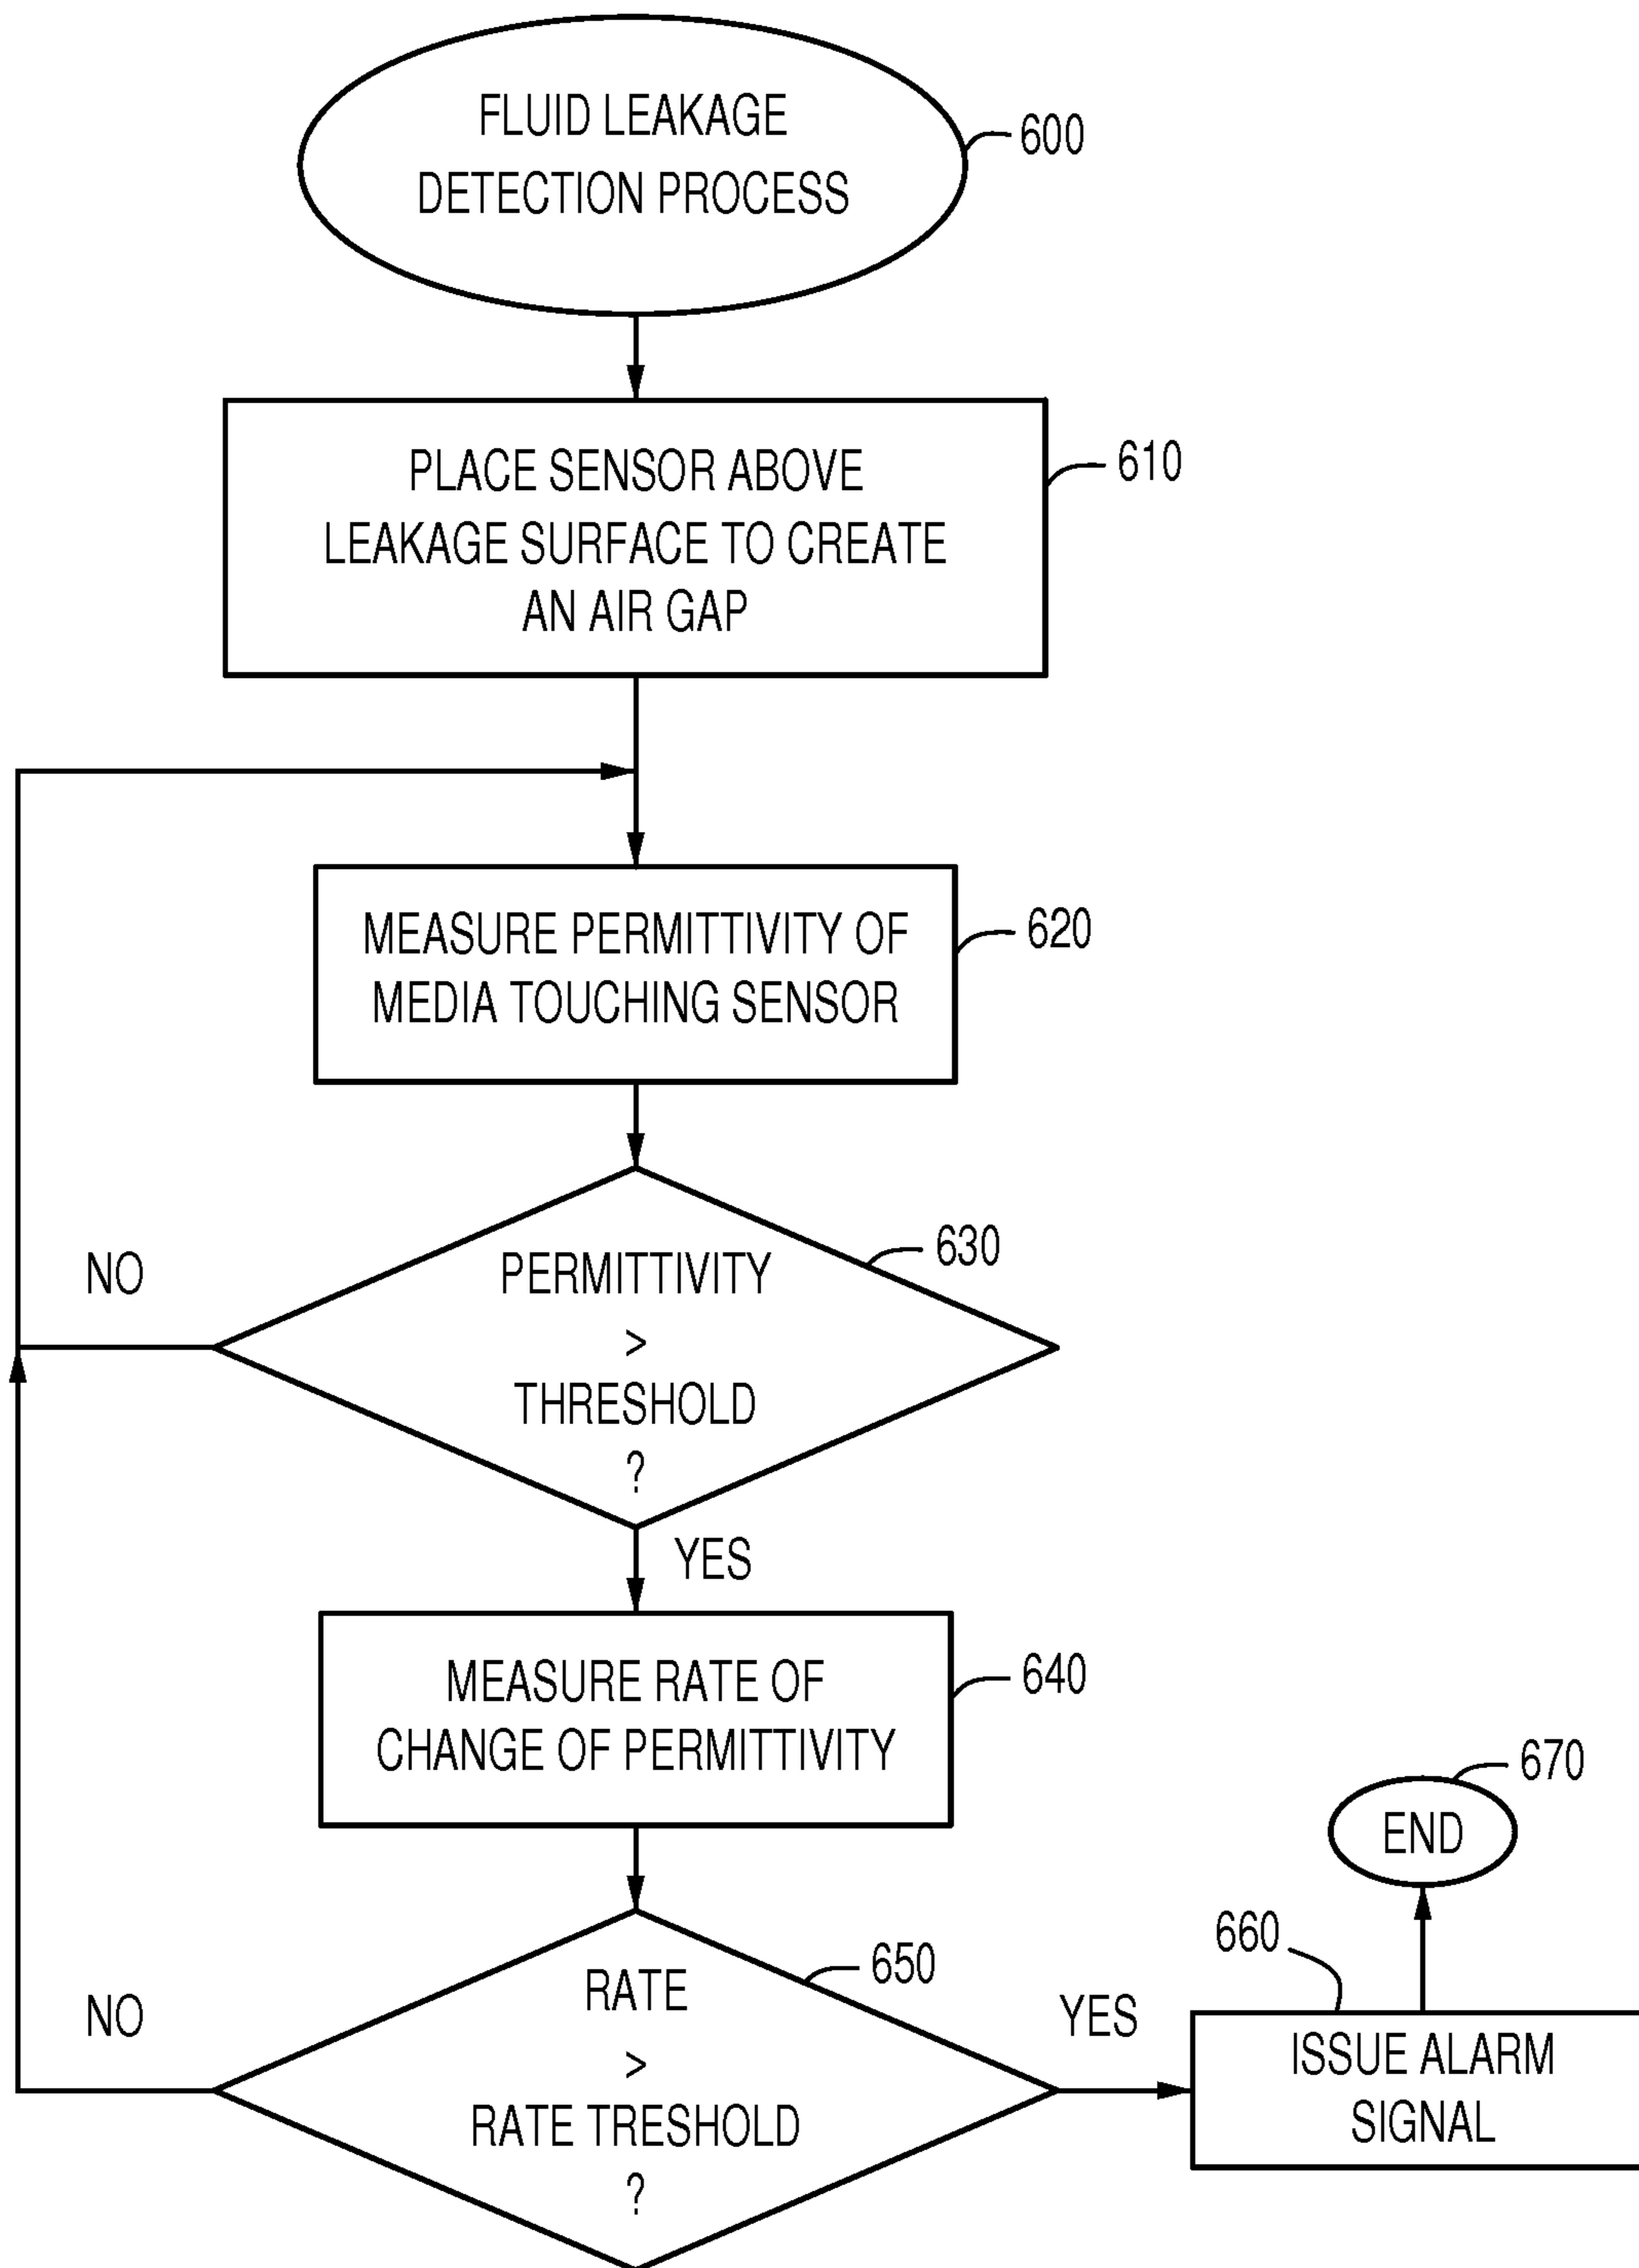 FLUID LEAKAGE
DETECTION PROCESS
600
PLACE SENSOR ABOVE
LEAKAGE SURFACE TO CREATE
AN AIR GAP
610
MEASURE PERMITTIVITY OF
MEDIA TOUCHING SENSOR
620
PERMITTIVITY
>
THRESHOLD
?
630
NO
YES
MEASURE RATE OF
CHANGE OF PERMITTIVITY
640
RATE
>
RATE TRESHOLD
?
650
NO
YES
660
ISSUE ALARM
SIGNAL
END
670